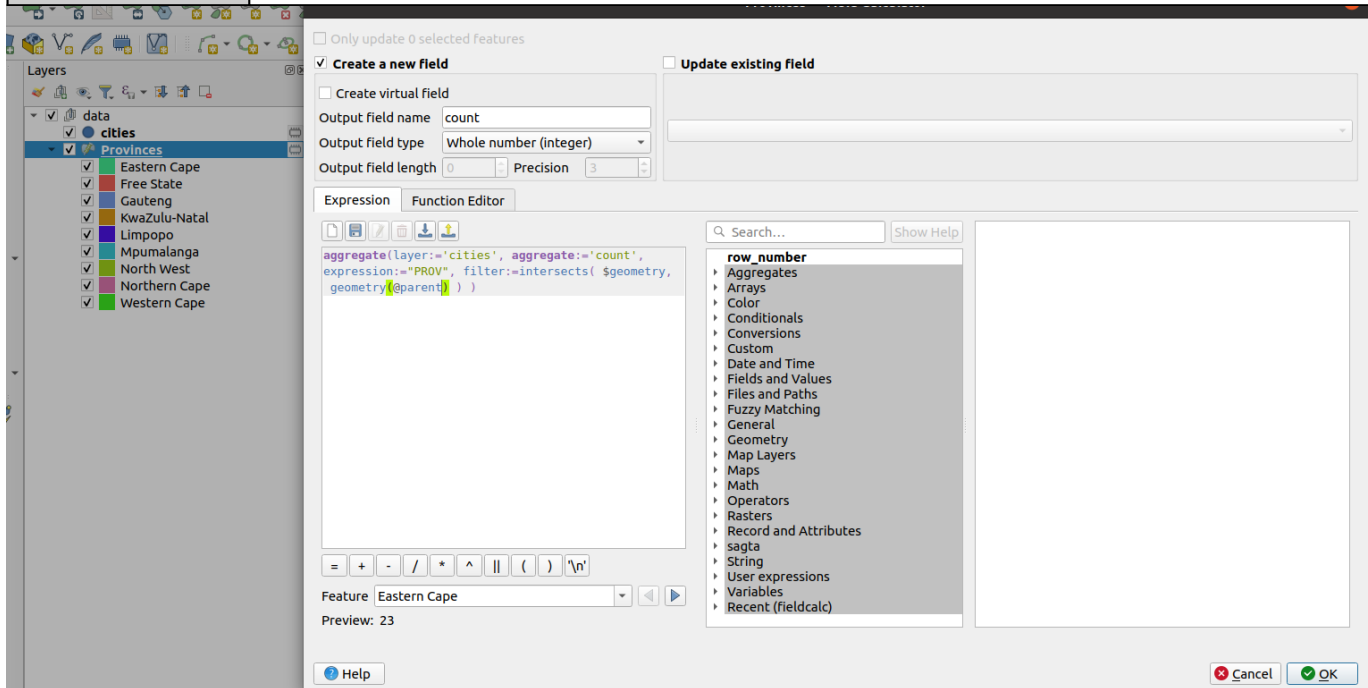 Only update 0 selected features
Create a new field
Update existing field
Layers
Create virtual field
Output field name count
Output field type Whole number (integer)
Output field length 0 Precision 3
data
cities
Provinces
Eastern Cape
Free State
Gauteng
KwaZulu-Natal
Limpopo
Mpumalanga
North West
Northern Cape
Western Cape
Expression Function Editor
Search... Show Help
aggregate(layer:='cities', aggregate:='count',
expression:="PROV", filter:=intersects( $geometry,
geometry(@parent) ) )
row_number
Aggregates
Arrays
Color
Conditionals
Conversions
Custom
Date and Time
Fields and Values
Files and Paths
Fuzzy Matching
General
Geometry
Map Layers
Maps
Math
Operators
Rasters
Record and Attributes
sagta
String
User expressions
Variables
Recent (fieldcalc)
= + - / * ^ || ( ) '\n'
Feature Eastern Cape
Preview: 23
Help
Cancel OK